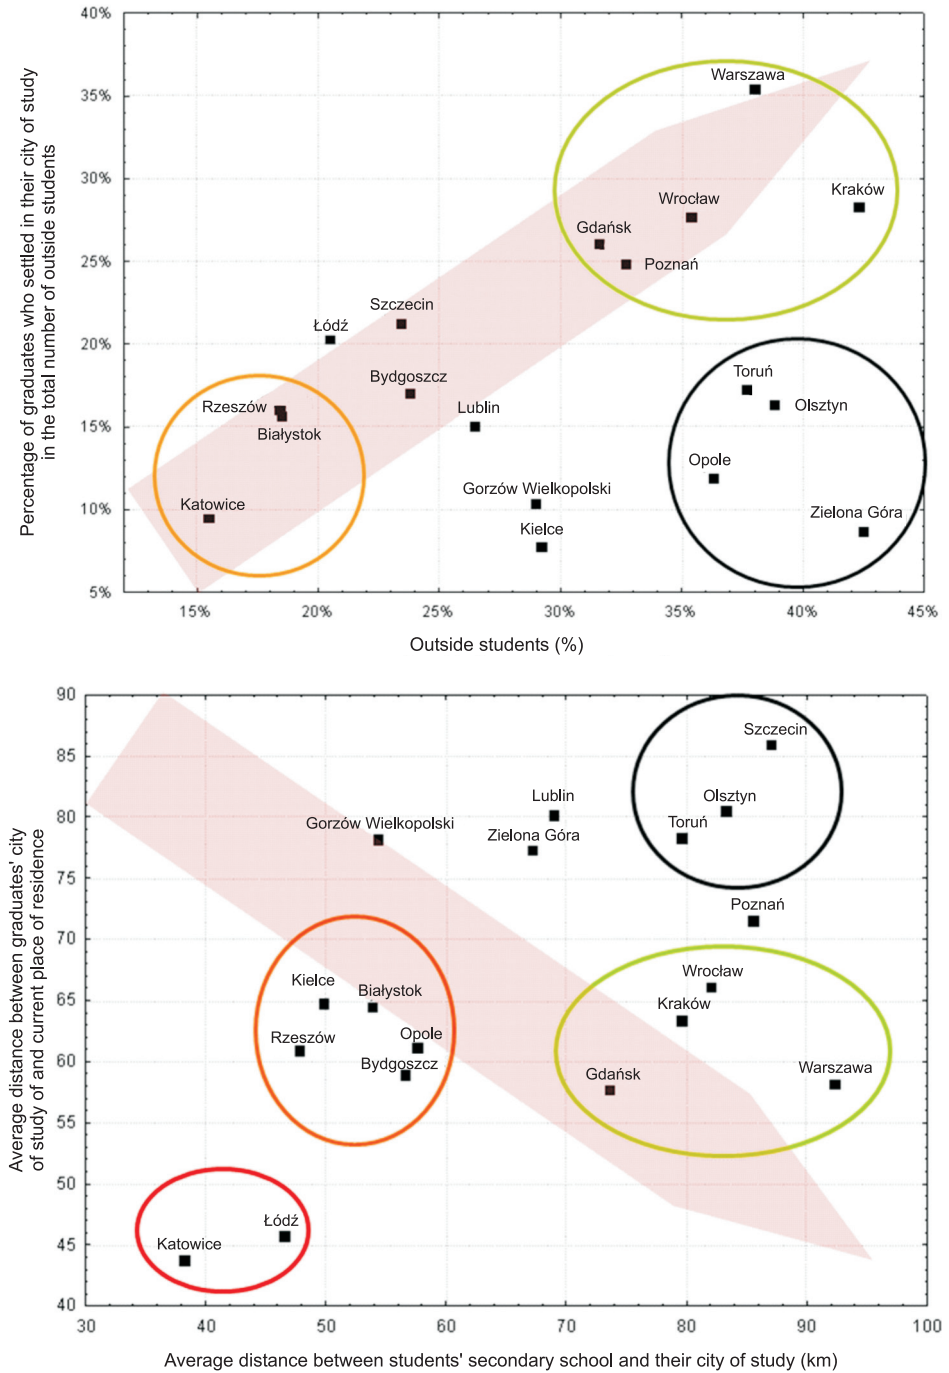 40%
35%
30%
25%
20%
15%
10%
5%
Percentage of graduates who settled in their city of study
in the total number of outside students
Warszawa
Kraków
Wrocław
Gdańsk
Poznań
Szczecin
Łódź
Toruń
Bydgoszcz
Olsztyn
Rzeszów
Lublin
Białystok
Opole
Gorzów Wielkopolski
Katowice
Zielona Góra
Kielce
15%
20%
25%
30%
35%
40%
45%
Outside students (%)
90
85
80
75
70
65
60
55
50
45
40
Average distance between graduates' city
of study of and current place of residence
Szczecin
Lublin
Olsztyn
Gorzów Wielkopolski
Zielona Góra
Toruń
Poznań
Wrocław
Kielce
Białystok
Kraków
Rzeszów
Opole
Bydgoszcz
Gdańsk
Warszawa
Łódź
Katowice
30
40
50
60
70
80
90
100
Average distance between students' secondary school and their city of study (km)